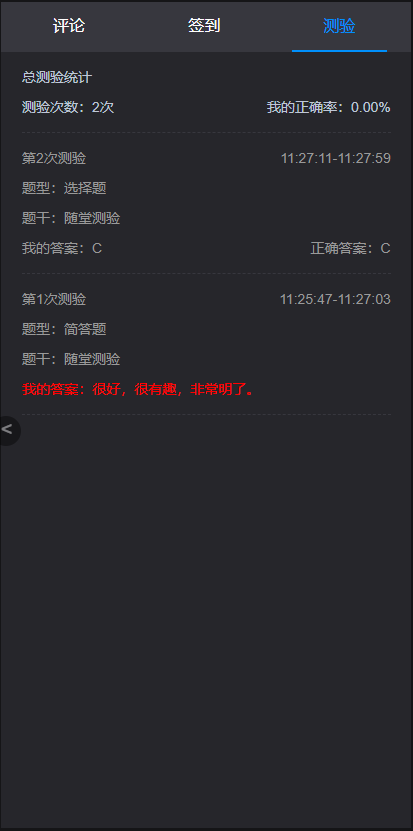 评论 签到 测验
总测验统计
测验次数：2次 我的正确率：0.00%
第2次测验 11:27:11-11:27:59
题型：选择题
题干：随堂测验
我的答案：C 正确答案：C
第1次测验 11:25:47-11:27:03
题型：简答题
题干：随堂测验
我的答案：很好，很有趣，非常明了。
<